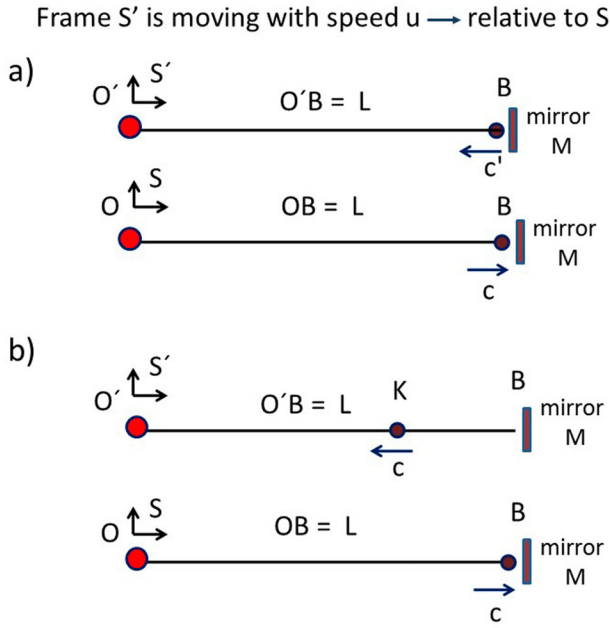 Frame S’ is moving with speed u → relative to S
a)
S´
O´
O´B = L
B
mirror
M
c'
S
O
OB = L
B
mirror
M
c
b)
S´
O´
O´B = L
K
B
mirror
M
c
S
O
OB = L
B
mirror
M
c